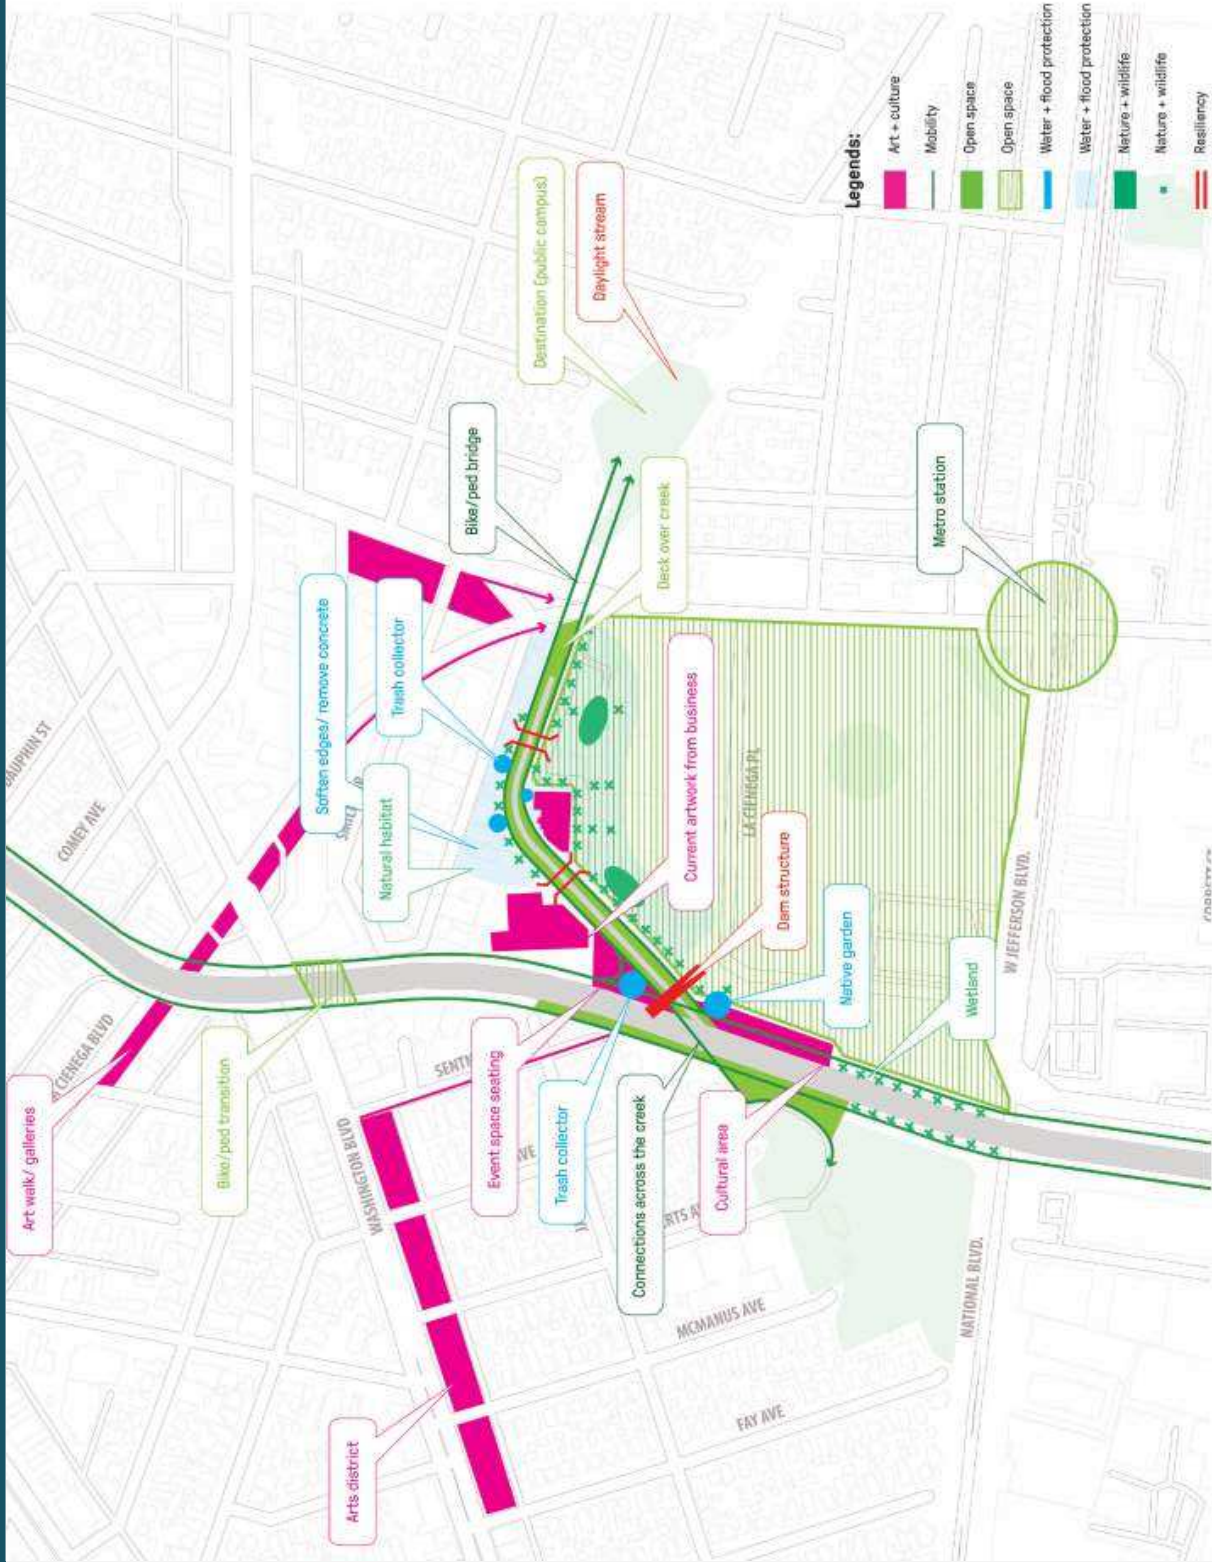 DAUPHIN ST
COMEY AVE
Art walk/ galleries
CIENEGA BLVD
Bike/ped transition
WASHINGTON BLVD
Arts district
Soften edges/ remove concrete
Trash collector
Natural habitat
Bike/ped bridge
Destination (public compus)
Daylight stream
Deck over creek
Metro station
Current artwork from business
LA CIENEGA PL
Dam structure
Native garden
Wetland
W JEFFERSON BLVD.
SENTN
Event space seating
AVE
Trash collector
Connections across the creek
Cultural area
MCMANUS AVE
FAY AVE
NATIONAL BLVD.
Legends:
Art + culture
Mobility
Open space
Open space
Water + flood protection
Water + flood protection
Nature + wildlife
Nature + wildlife
Resiliency